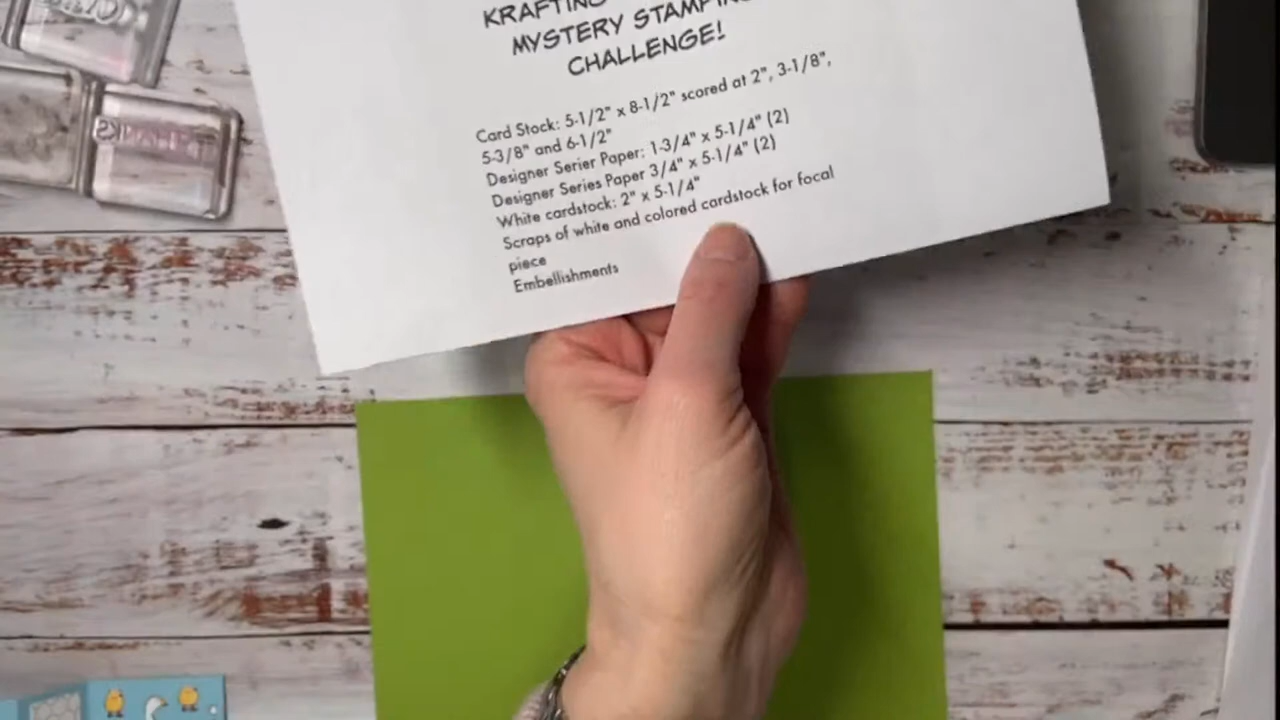 KRAFTING
MYSTERY STAMPING
CHALLENGE!
Card Stock: 5-1/2" x 8-1/2" scored at 2", 3-1/8",
5-3/8" and 6-1/2"
Designer Serier Paper: 1-3/4" x 5-1/4" (2)
Designer Series Paper 3/4" x 5-1/4" (2)
White cardstock: 2" x 5-1/4"
Scraps of white and colored cardstock for focal
piece
Embellishments